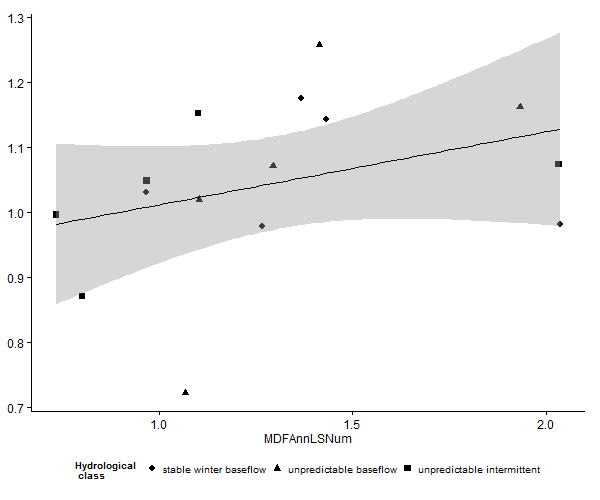 1.3
1.2
1.1
1.0
0.9
0.8
0.7
1.0 1.5 2.0
MDFAnnLSNum
Hydrological
class
stable winter baseflow unpredictable baseflow unpredictable intermittent